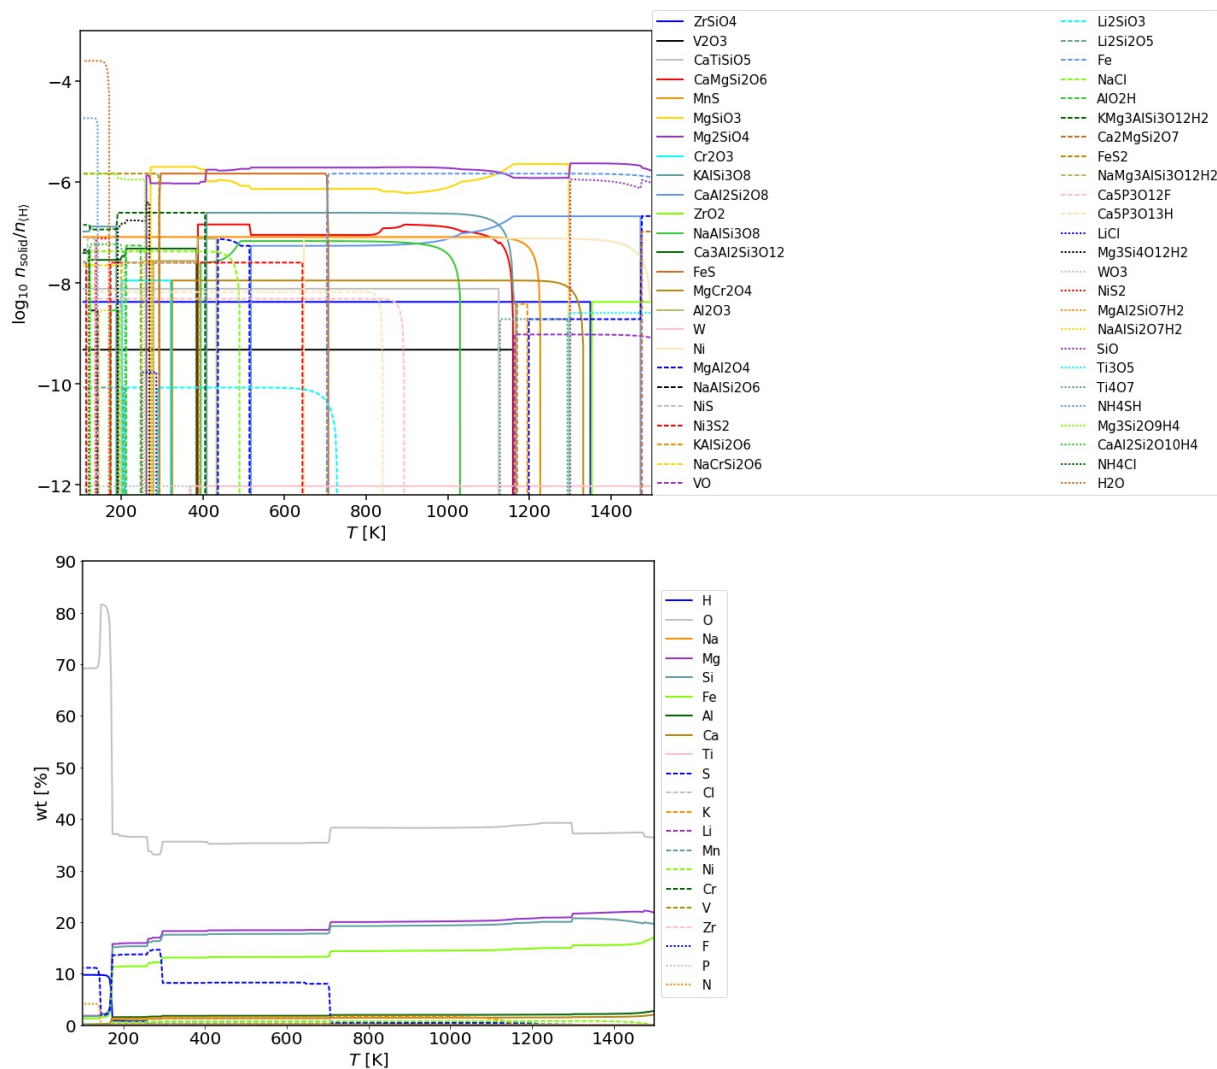 −4
−6
−8
−10
−12
log₁₀ n_solid/n_⟨H⟩
200 400 600 800 1000 1200 1400
T [K]
ZrSiO4
V2O3
CaTiSiO5
CaMgSi2O6
MnS
MgSiO3
Mg2SiO4
Cr2O3
KAlSi3O8
CaAl2Si2O8
ZrO2
NaAlSi3O8
Ca3Al2Si3O12
FeS
MgCr2O4
Al2O3
W
Ni
MgAl2O4
NaAlSi2O6
NiS
Ni3S2
KAlSi2O6
NaCrSi2O6
VO
Li2SiO3
Li2Si2O5
Fe
NaCl
AlO2H
KMg3AlSi3O12H2
Ca2MgSi2O7
FeS2
NaMg3AlSi3O12H2
Ca5P3O12F
Ca5P3O13H
LiCl
Mg3Si4O12H2
WO3
NiS2
MgAl2SiO7H2
NaAlSi2O7H2
SiO
Ti3O5
Ti4O7
NH4SH
Mg3Si2O9H4
CaAl2Si2O10H4
NH4Cl
H2O
90
80
70
60
50
40
30
20
10
0
wt [%]
200 400 600 800 1000 1200 1400
T [K]
H
O
Na
Mg
Si
Fe
Al
Ca
Ti
S
Cl
K
Li
Mn
Ni
Cr
V
Zr
F
P
N